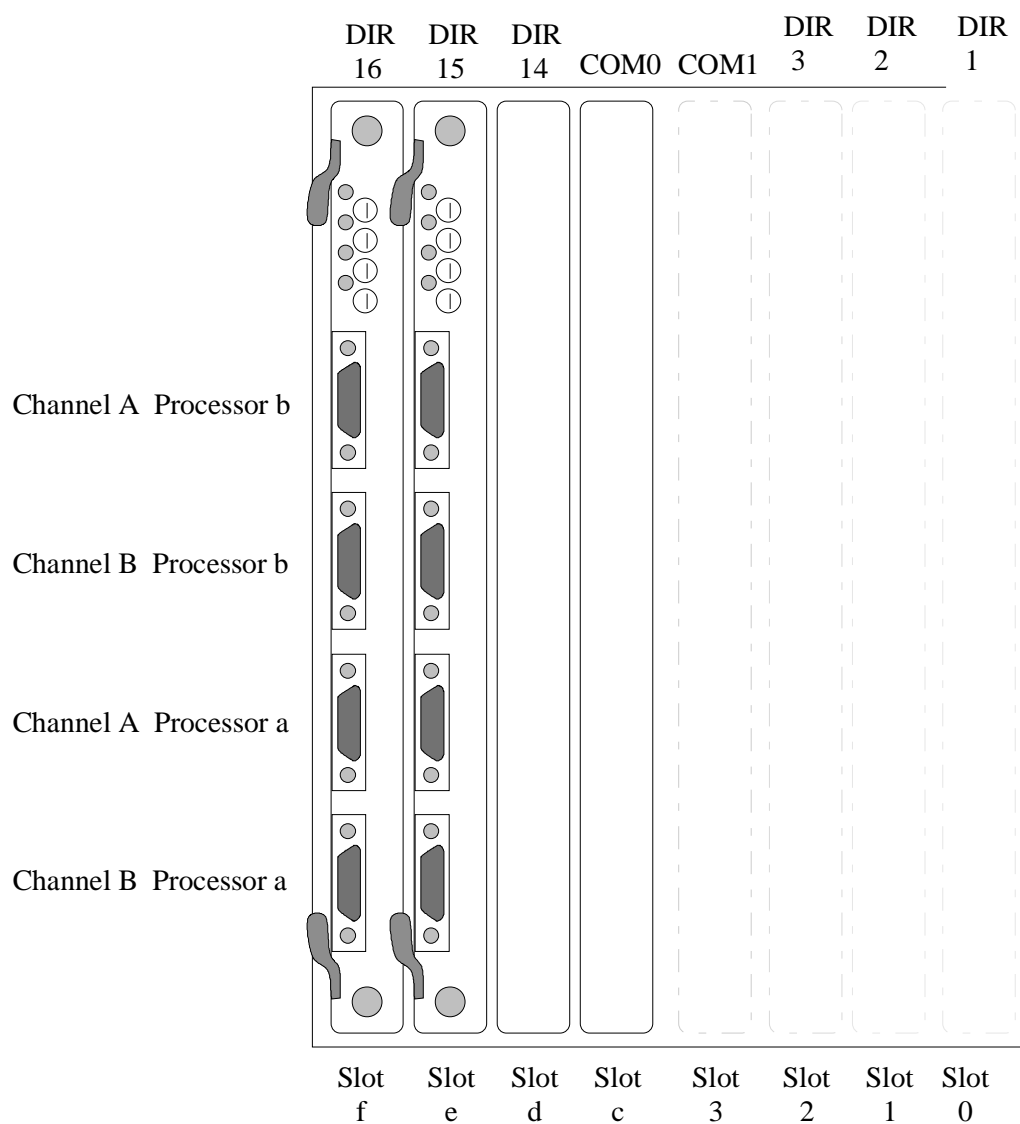 DIR 16
DIR 15
DIR 14
COM0
COM1
DIR 3
DIR 2
DIR 1
Channel A Processor b
Channel B Processor b
Channel A Processor a
Channel B Processor a
Slot f
Slot e
Slot d
Slot c
Slot 3
Slot 2
Slot 1
Slot 0